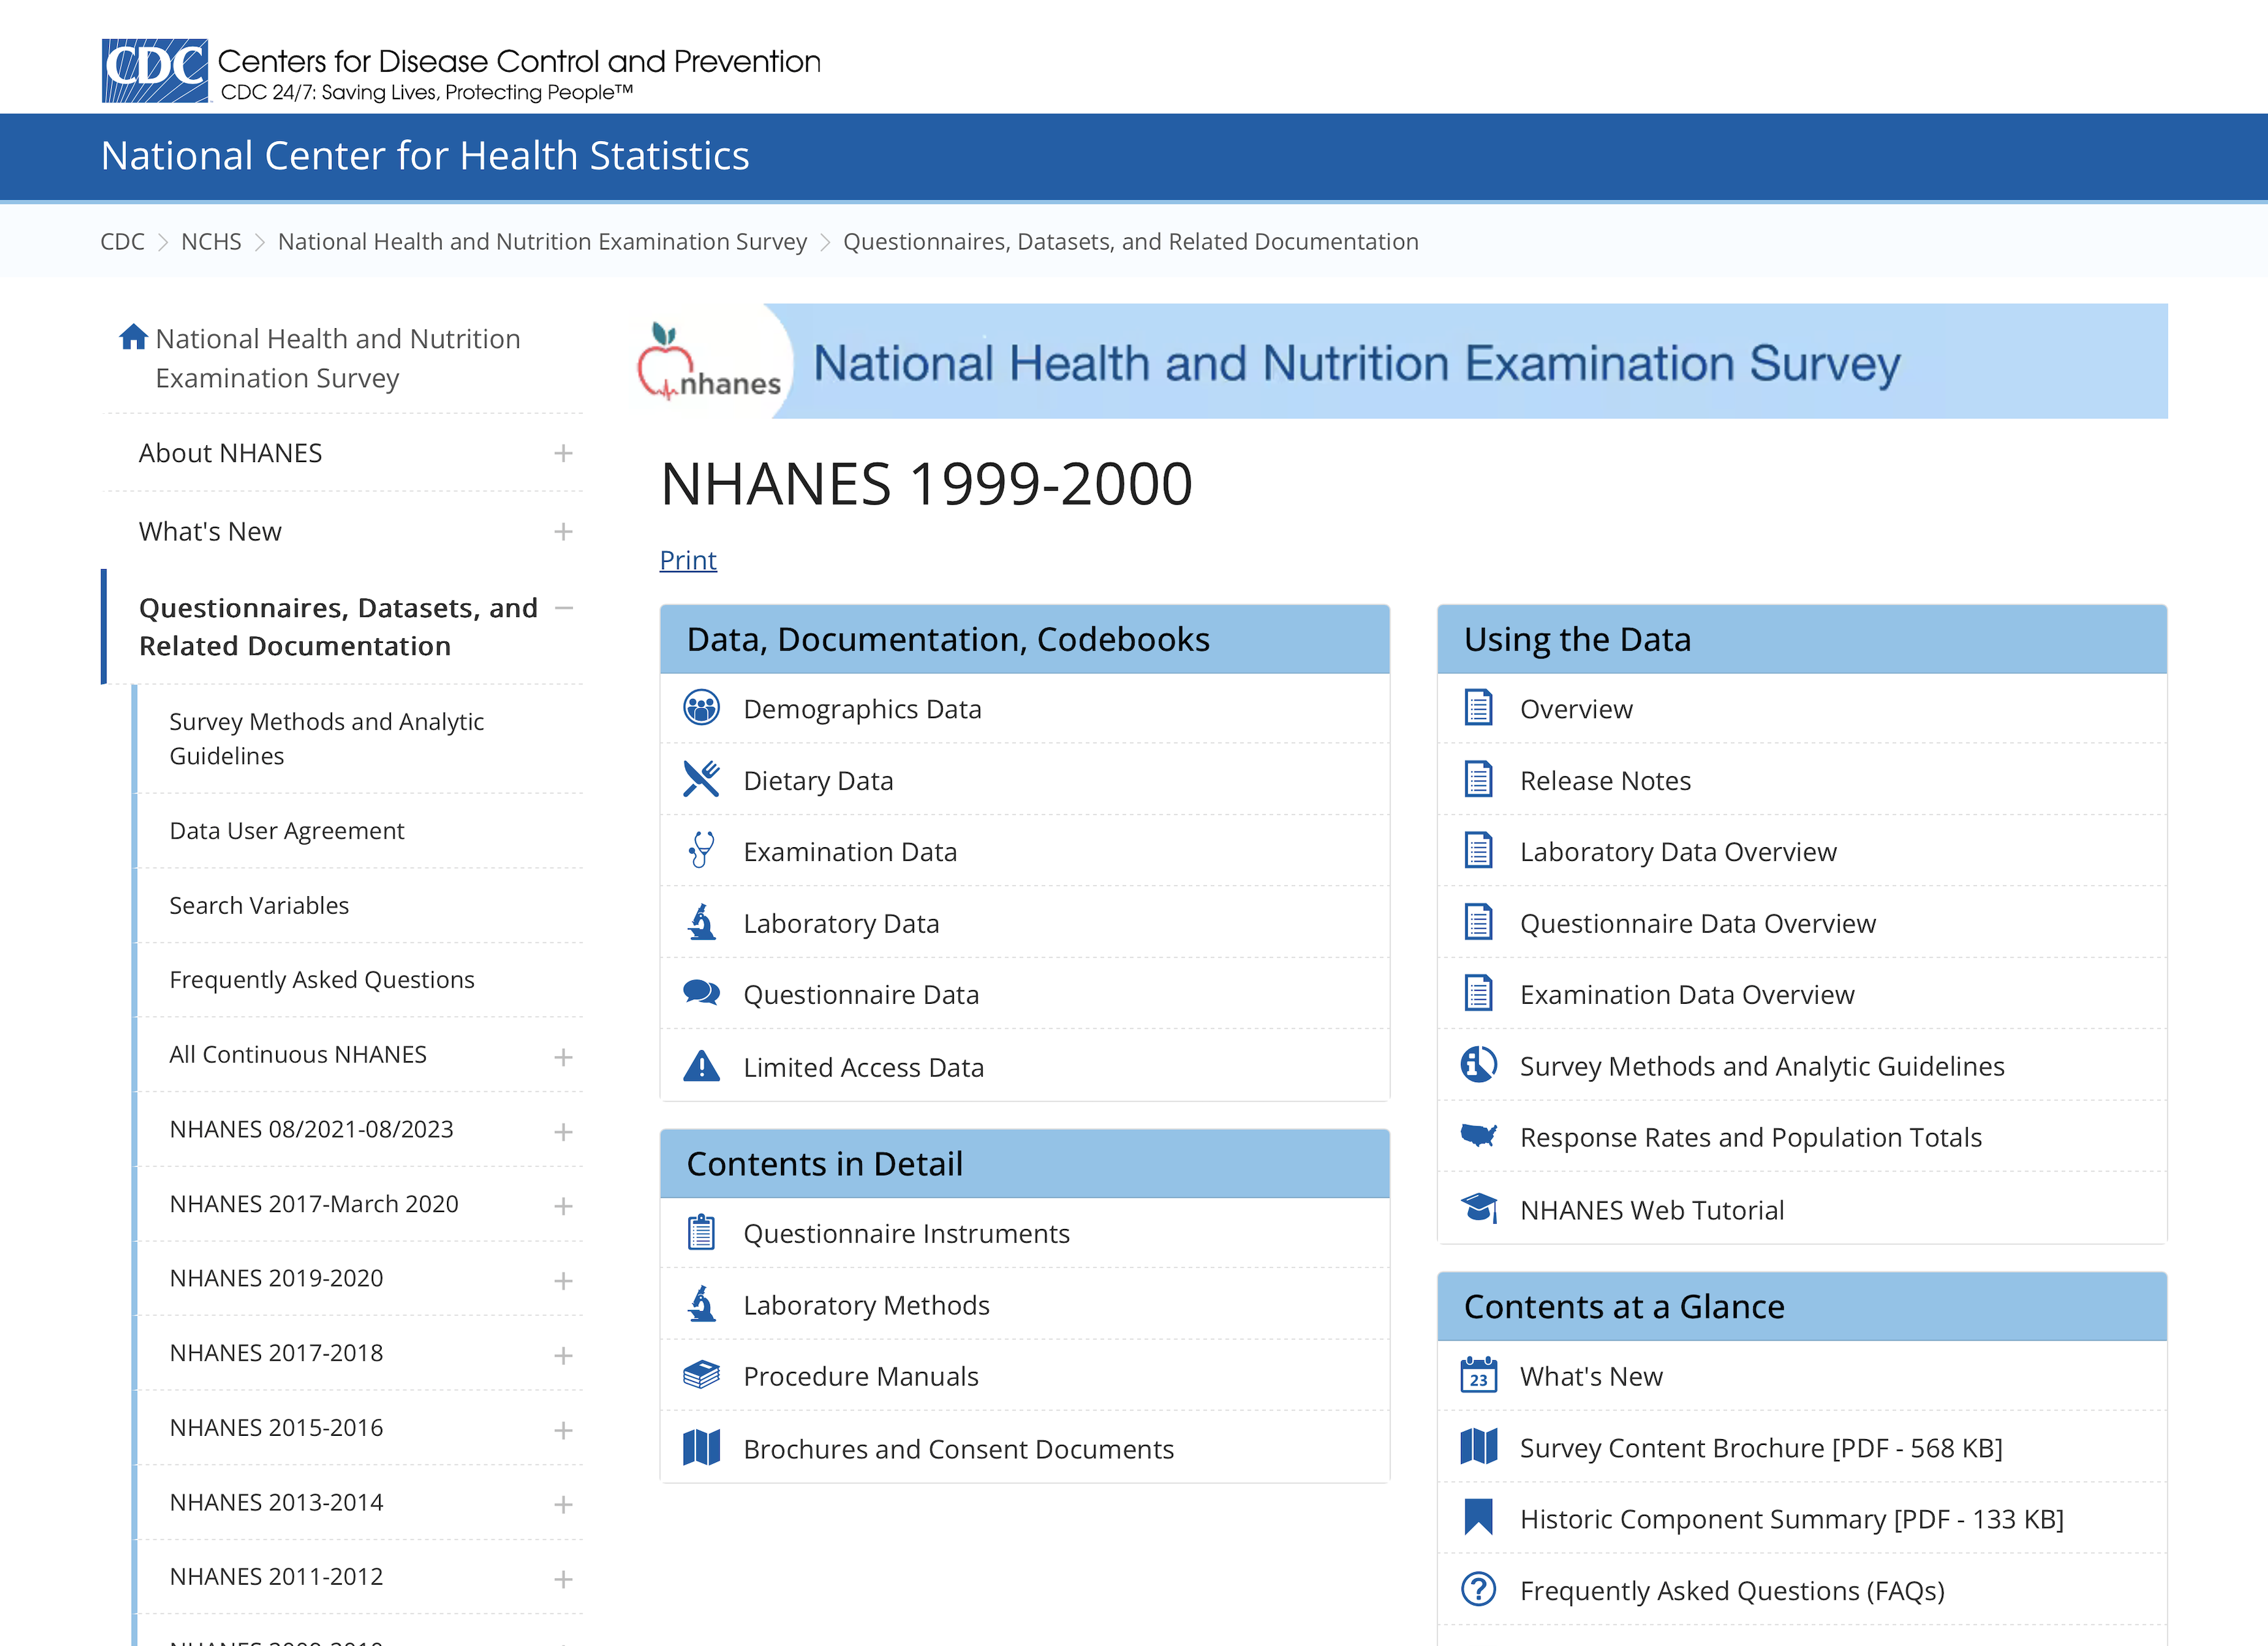 CDC
Centers for Disease Control and Prevention
CDC 24/7: Saving Lives, Protecting People™
National Center for Health Statistics
CDC
NCHS
National Health and Nutrition Examination Survey
Questionnaires, Datasets, and Related Documentation
National Health and Nutrition
Examination Survey
About NHANES
What's New
Questionnaires, Datasets, and
Related Documentation
Survey Methods and Analytic
Guidelines
Data User Agreement
Search Variables
Frequently Asked Questions
All Continuous NHANES
NHANES 08/2021-08/2023
NHANES 2017-March 2020
NHANES 2019-2020
NHANES 2017-2018
NHANES 2015-2016
NHANES 2013-2014
NHANES 2011-2012
nhanes
National Health and Nutrition Examination Survey
NHANES 1999-2000
Print
Data, Documentation, Codebooks
Demographics Data
Dietary Data
Examination Data
Laboratory Data
Questionnaire Data
Limited Access Data
Contents in Detail
Questionnaire Instruments
Laboratory Methods
Procedure Manuals
Brochures and Consent Documents
Using the Data
Overview
Release Notes
Laboratory Data Overview
Questionnaire Data Overview
Examination Data Overview
Survey Methods and Analytic Guidelines
Response Rates and Population Totals
NHANES Web Tutorial
Contents at a Glance
23
What's New
Survey Content Brochure [PDF - 568 KB]
Historic Component Summary [PDF - 133 KB]
Frequently Asked Questions (FAQs)